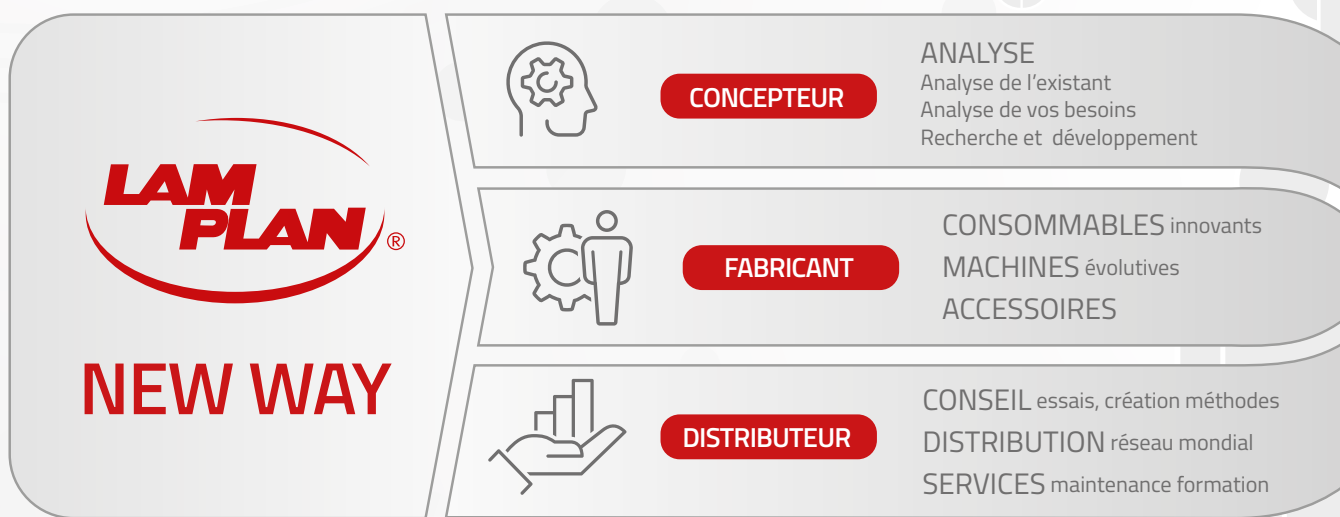 LAM
PLAN®
NEW WAY
CONCEPTEUR
ANALYSE
Analyse de l'existant
Analyse de vos besoins
Recherche et développement
FABRICANT
CONSOMMABLES innovants
MACHINES évolutives
ACCESSOIRES
DISTRIBUTEUR
CONSEIL essais, création méthodes
DISTRIBUTION réseau mondial
SERVICES maintenance formation